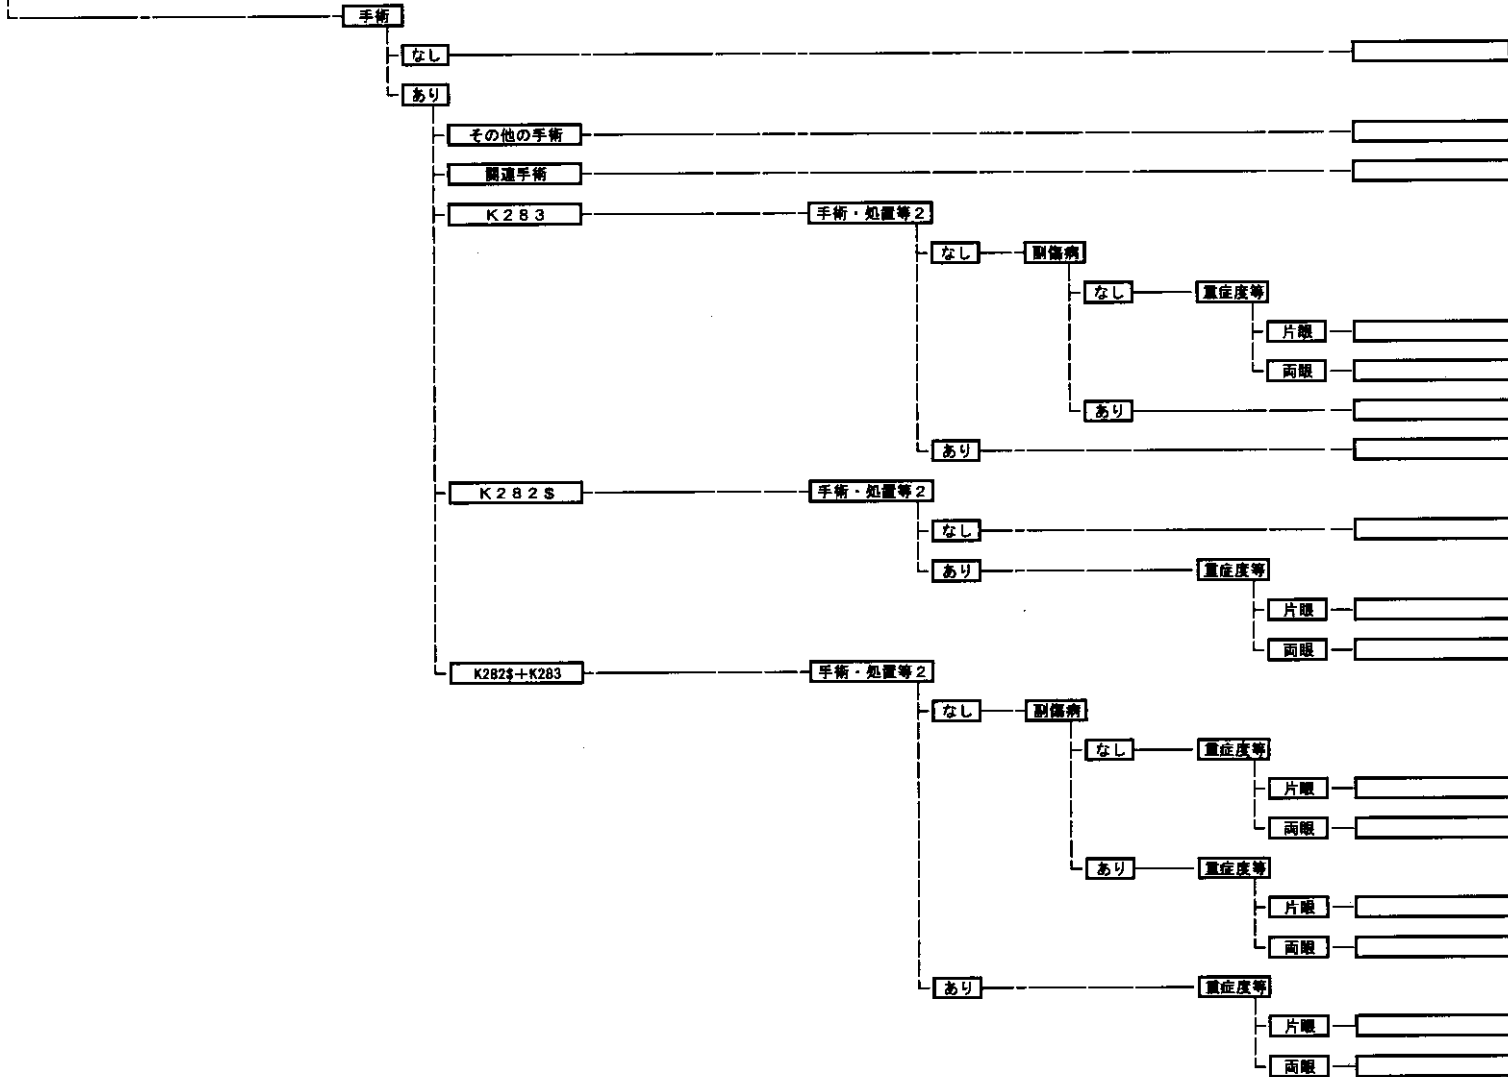 手術
なし
あり
その他の手術
関連手術
K283
手術・処置等2
なし
副傷病
なし
重症度等
片眼
両眼
あり
あり
K282$
手術・処置等2
なし
あり
重症度等
片眼
両眼
K282$+K283
手術・処置等2
なし
副傷病
なし
重症度等
片眼
両眼
あり
重症度等
片眼
両眼
あり
重症度等
片眼
両眼